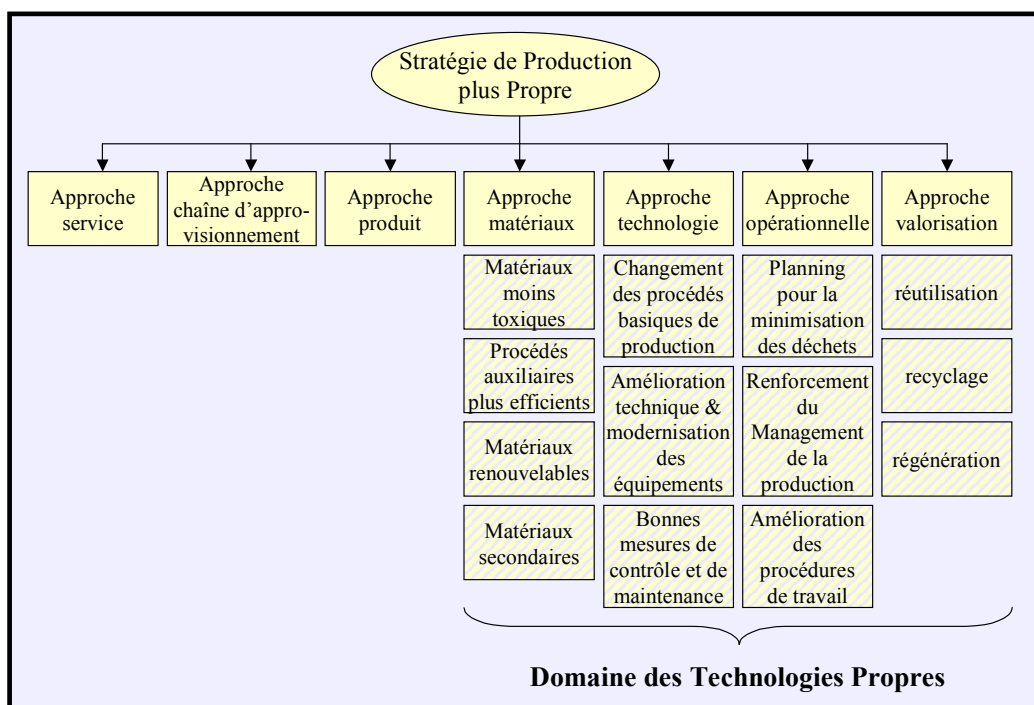 Stratégie de Production
plus Propre
Approche
service
Approche
chaîne d'appro-
visionnement
Approche
produit
Approche
matériaux
Approche
technologie
Approche
opérationnelle
Approche
valorisation
Matériaux
moins
toxiques
Procédés
auxiliaires
plus efficients
Matériaux
renouvelables
Matériaux
secondaires
Changement
des procédés
basiques de
production
Amélioration
technique &
modernisation
des
équipements
Bonnes
mesures de
contrôle et de
maintenance
Planning
pour la
minimisation
des déchets
Renforcement
du
Management
de la
production
Amélioration
des
procédures
de travail
réutilisation
recyclage
régénération
Domaine des Technologies Propres